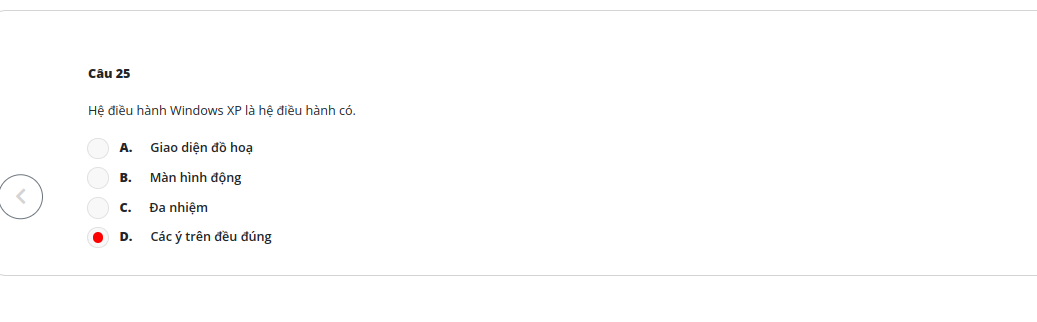 Câu 25
Hệ điều hành Windows XP là hệ điều hành có.
A. Giao diện đồ hoạ
B. Màn hình động
C. Đa nhiệm
D. Các ý trên đều đúng